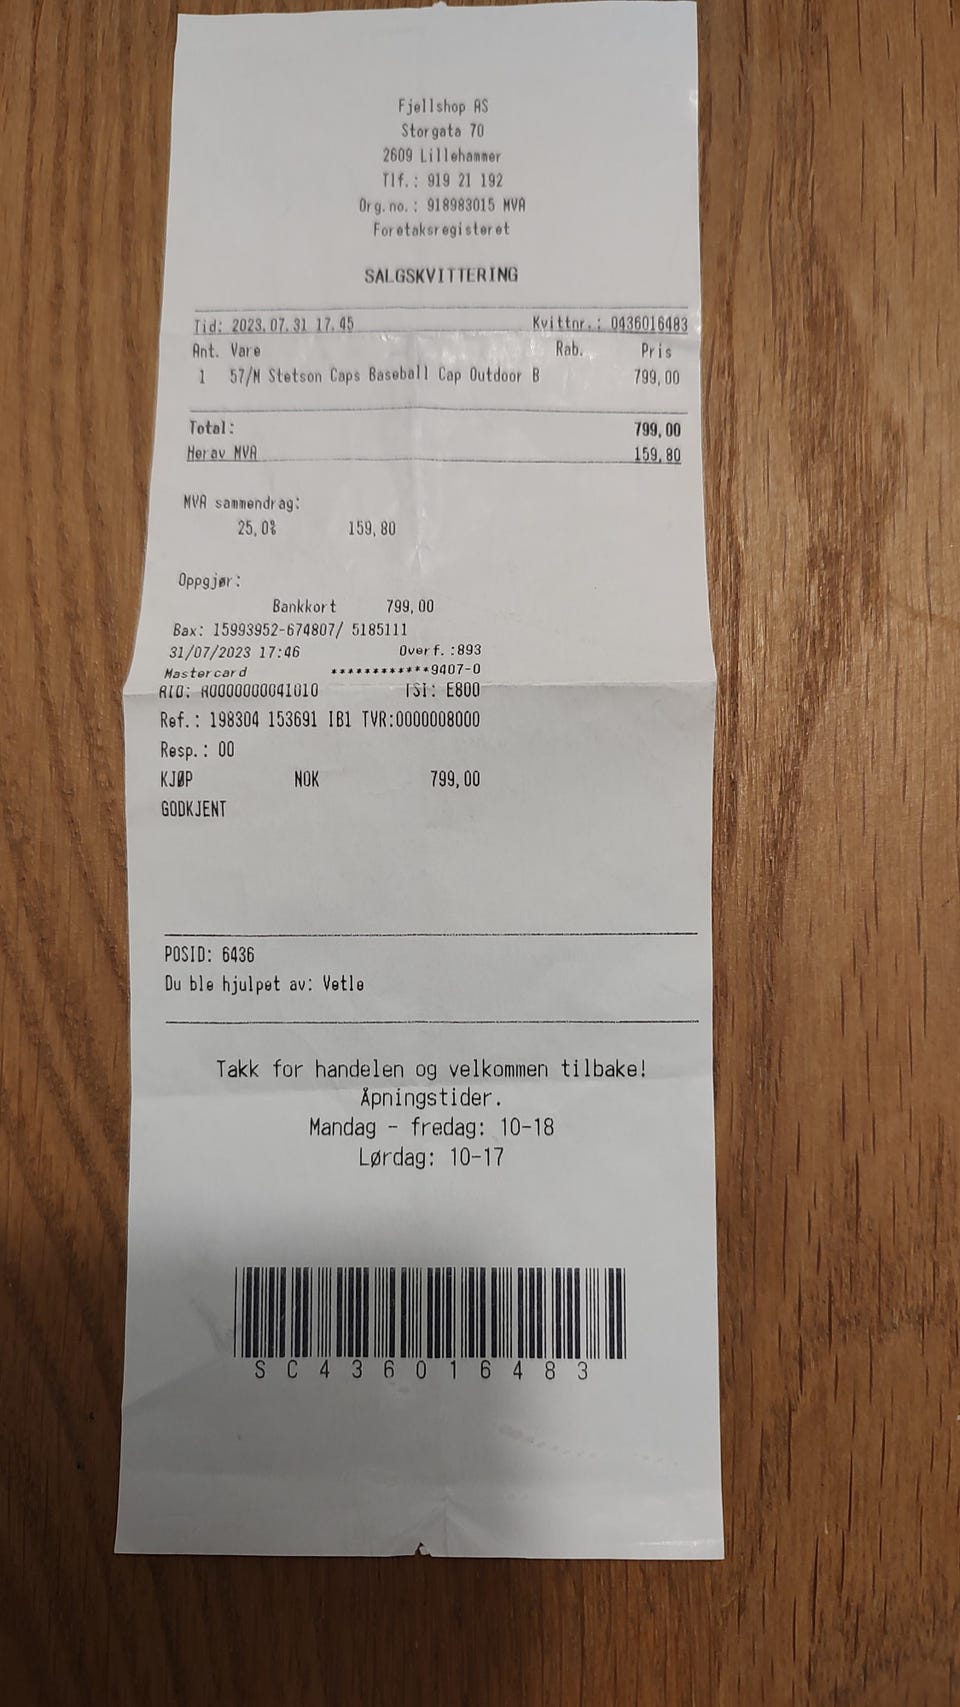 Fjellshop AS
Storgata 70
2609 Lillehammer
Tlf.: 919 21 192
Org.no.: 918983015 MVA
Foretaksregisteret
SALGSKVITTERING
Tid: 2023.07.31 17.45 Kvittnr.: 0436016483
Ant. Vare Rab. Pris
1 57/M Stetson Caps Baseball Cap Outdoor B 799,00
Total: 799,00
Herav MVA 159,80
MVA sammendrag:
25,0% 159,80
Oppgjør:
Bankkort 799,00
Bax: 15993952-674807/ 5185111
31/07/2023 17:46 Overf.:893
Mastercard ************9407-0
AID: A0000000041010 TSI: E800
Ref.: 198304 153691 IB1 TVR:0000008000
Resp.: 00
KJØP NOK 799,00
GODKJENT
POSID: 6436
Du ble hjulpet av: Vetle
Takk for handelen og velkommen tilbake!
Åpningstider.
Mandag - fredag: 10-18
Lørdag: 10-17
SC436016483